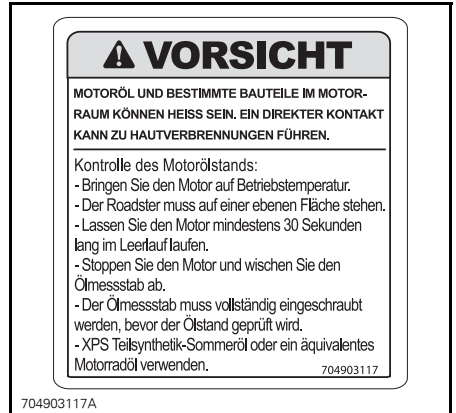 VORSICHT
MOTORÖL UND BESTIMMTE BAUTEILE IM MOTOR-
RAUM KÖNNEN HEISS SEIN. EIN DIREKTER KONTAKT
KANN ZU HAUTVERBRENNUNGEN FÜHREN.
Kontrolle des Motorölstands:
- Bringen Sie den Motor auf Betriebstemperatur.
- Der Roadster muss auf einer ebenen Fläche stehen.
- Lassen Sie den Motor mindestens 30 Sekunden
lang im Leerlauf laufen.
- Stoppen Sie den Motor und wischen Sie den
Ölmessstab ab.
- Der Ölmessstab muss vollständig eingeschraubt
werden, bevor der Ölstand geprüft wird.
- XPS Teilsynthetik-Sommeröl oder ein äquivalentes
Motorradöl verwenden. 704903117
704903117A